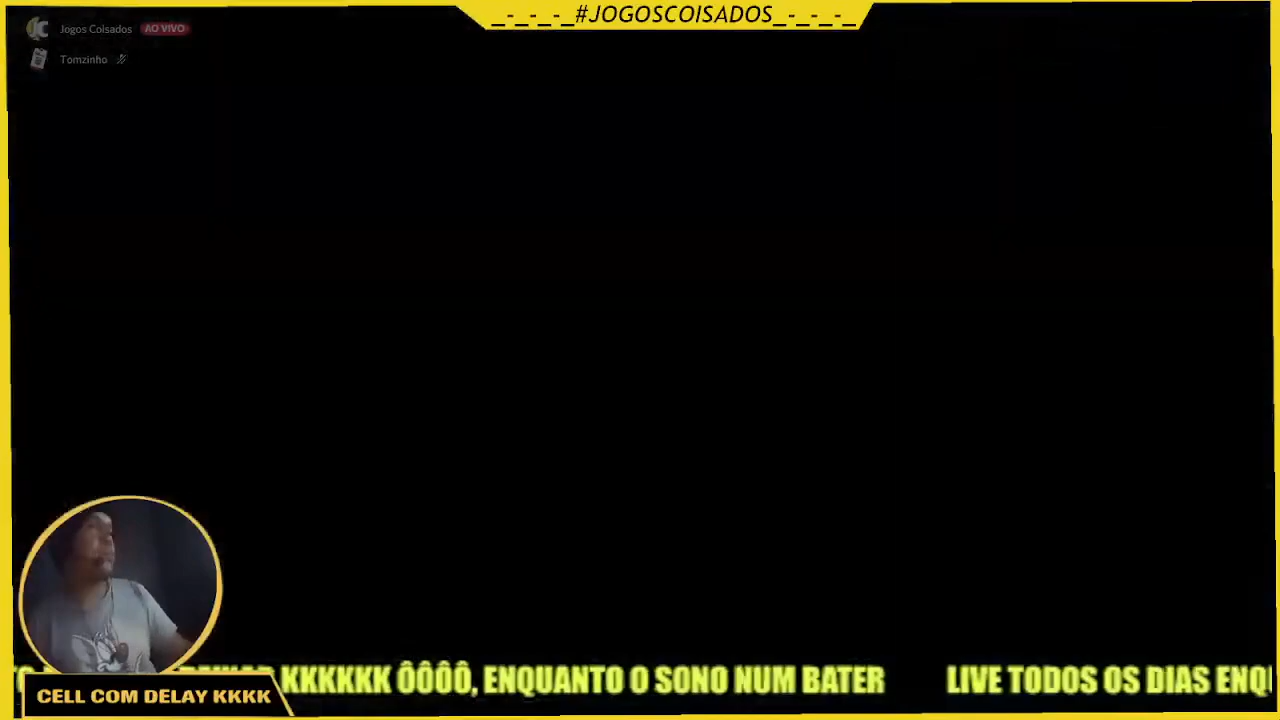 _-_-_-_#JOGOSCOISADOS_-_-_-_
Jogos Coisados AO VIVO
Tomzinho
KKKKKK ÔÔÔÔ, ENQUANTO O SONO NUM BATER LIVE TODOS OS DIAS ENQ
CELL COM DELAY KKKK